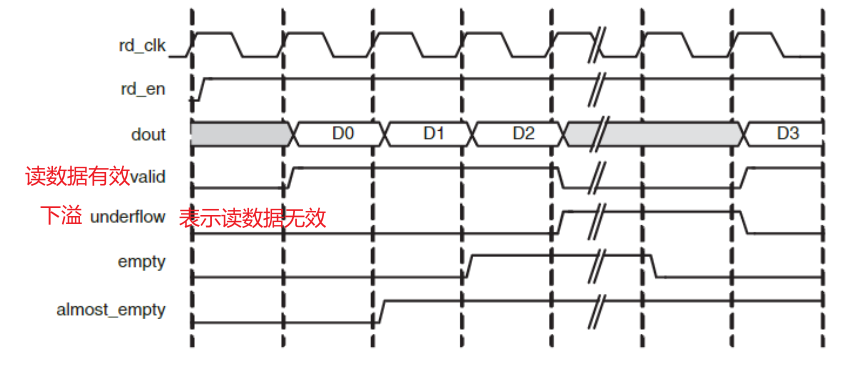 rd_clk
rd_en
dout D0 D1 D2 D3
读数据有效valid
下溢 underflow 表示读数据无效
empty
almost_empty